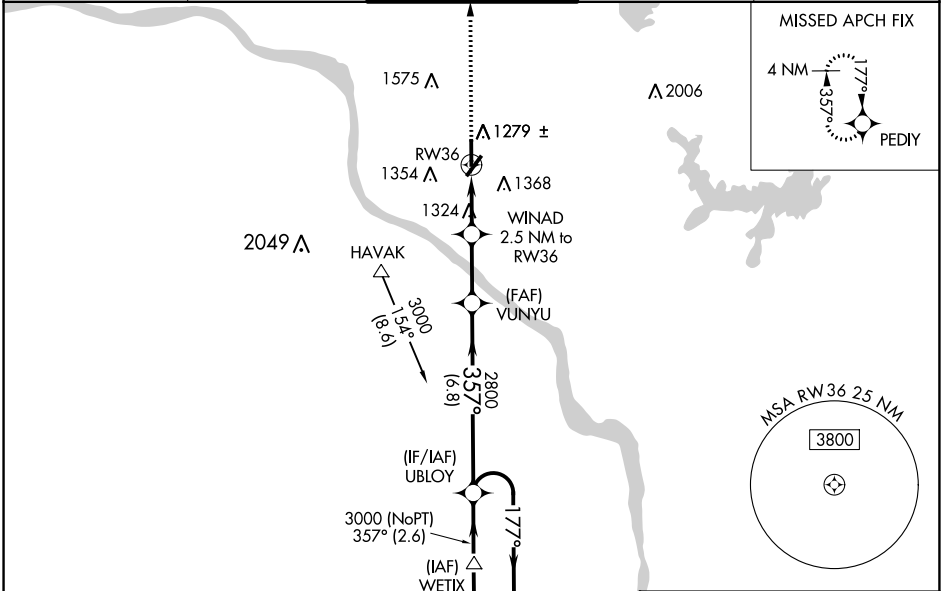 MISSED APCH FIX
4 NM
177°
357°
PEDIY
1575
2006
1279 ±
RW36
1354
1368
1324
WINAD
2.5 NM to
RW36
2049
HAVAK
3000
154°
(8.6)
(FAF)
VUNYU
2800
357°
(6.8)
MSA RW36 25 NM
3800
(IF/IAF)
UBLOY
177°
3000 (NoPT)
357° (2.6)
(IAF)
WETIX